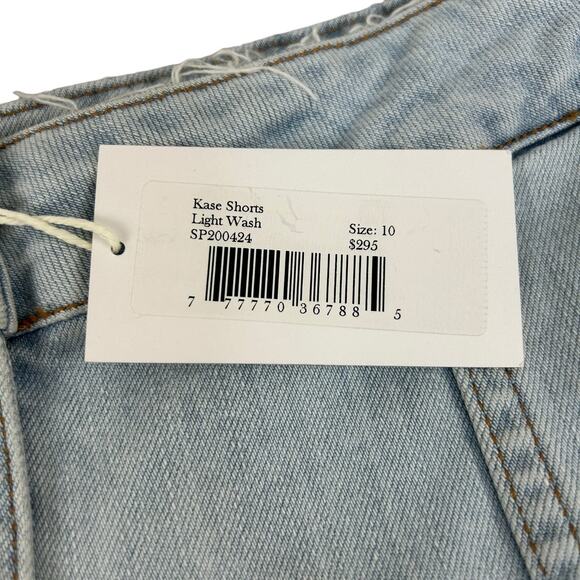 Kase Shorts
Light Wash Size: 10
SP200424 $295
7 77770 36788 5